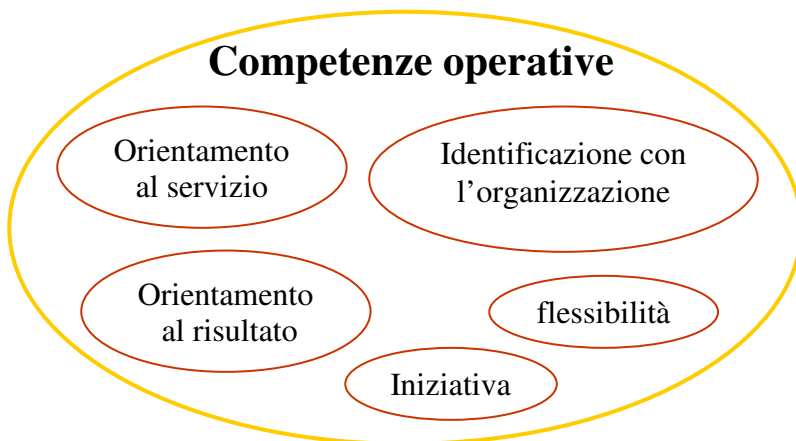 Competenze operative
Orientamento
al servizio
Identificazione con
l'organizzazione
Orientamento
al risultato
flessibilità
Iniziativa